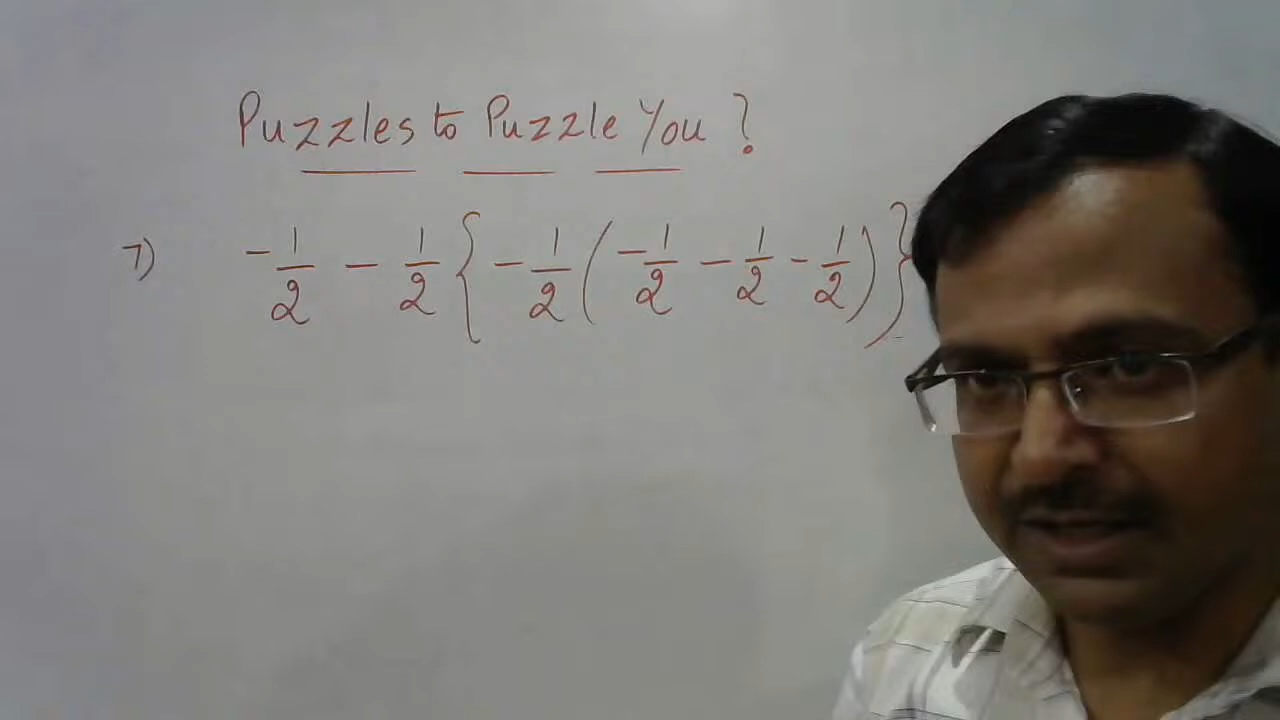 Puzzles to Puzzle You ?
7) -1/2 - 1/2 { -1/2 ( -1/2 - 1/2 - 1/2 ) }